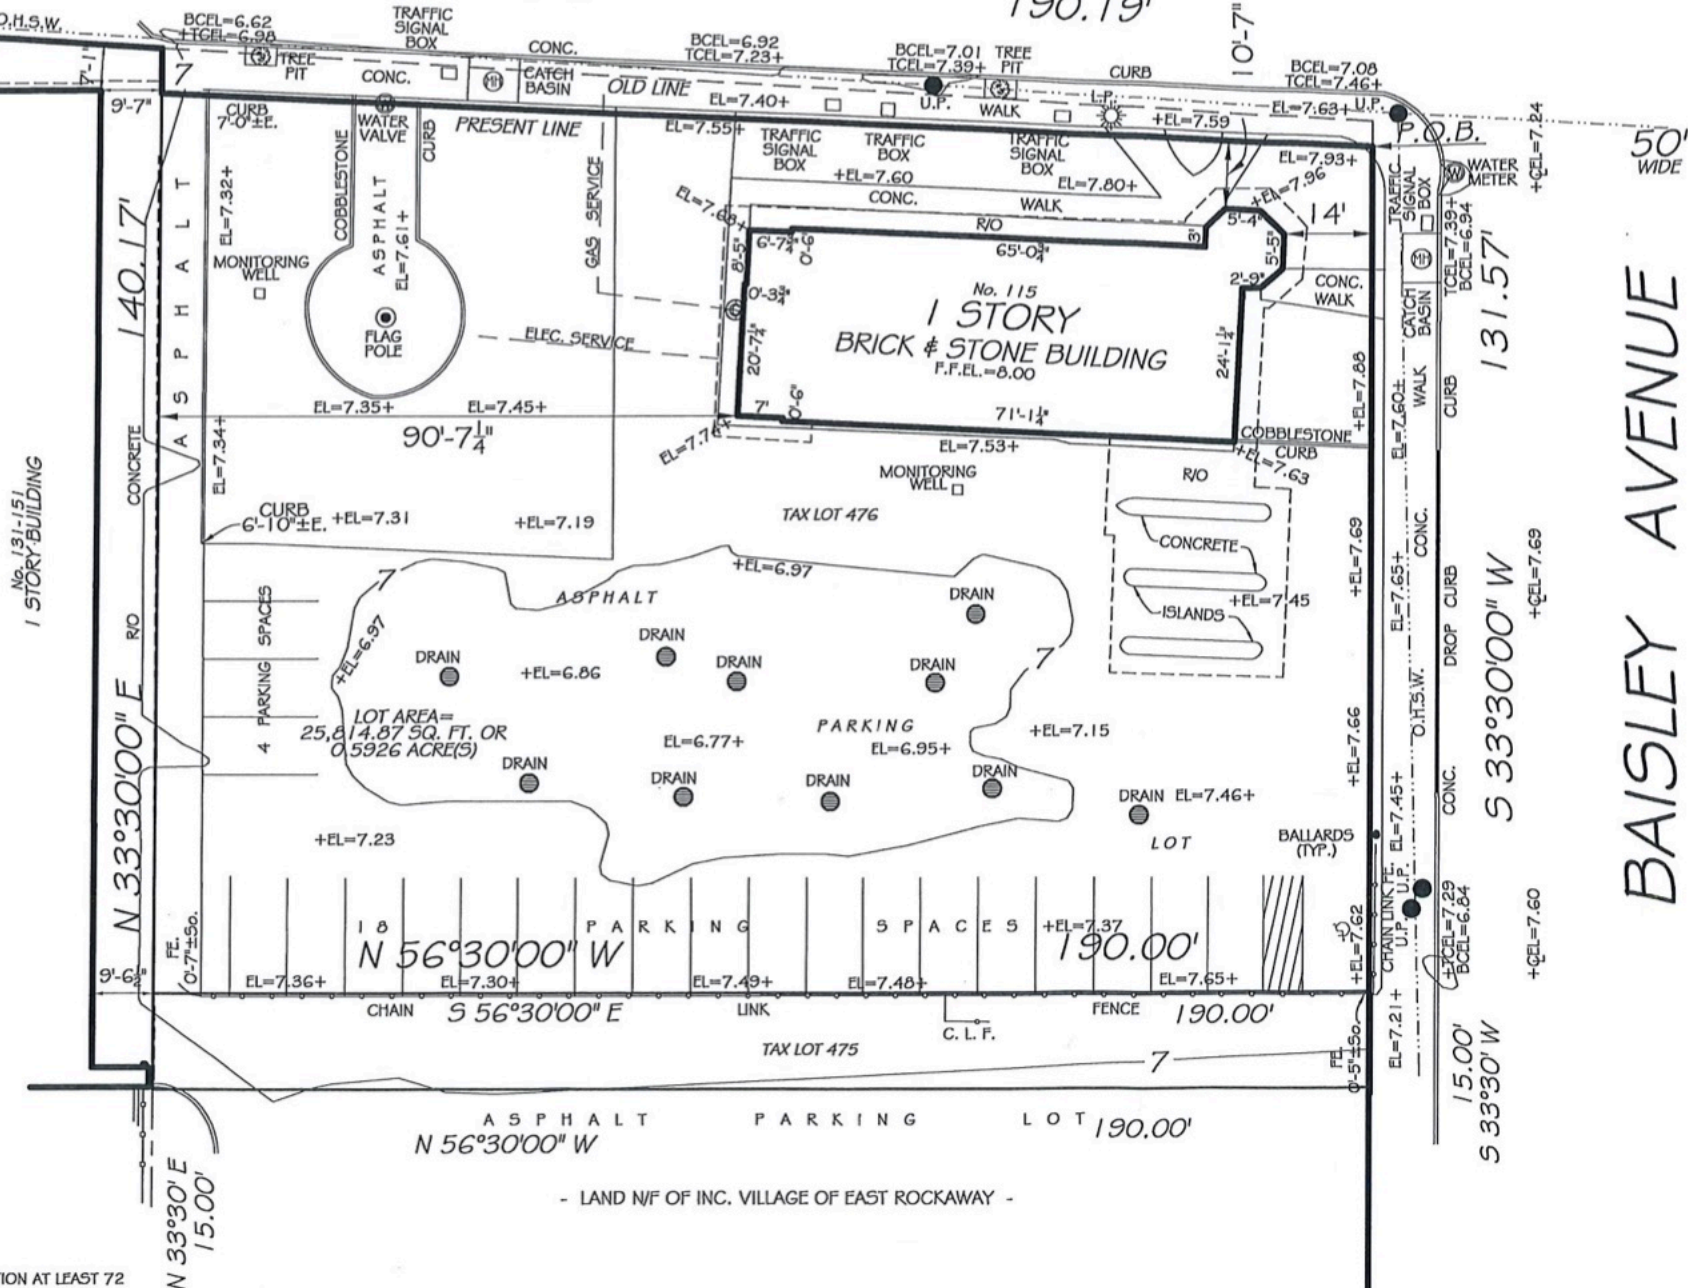 O.H.S.W.
BCEL=6.62
+TCEL=6.98
TRAFFIC
SIGNAL
BOX
CONC.
BCEL=6.92
TCEL=7.23+
190.19'
BCEL=7.01
TCEL=7.39+
TREE
PIT
CURB
10'-7"
BCEL=7.08
TCEL=7.46+
7'-1"
7
TREE
PIT
CONC.
CATCH
BASIN
OLD LINE
EL=7.40+
U.P.
WALK
L.P.
+EL=7.59
EL=7.63+
U.P.
P.O.B.
+CEL=7.24
50'
WIDE
9'-7"
CURB
7'-0"±E.
WATER
VALVE
CURB
PRESENT LINE
EL=7.55+
TRAFFIC
SIGNAL
BOX
TRAFFIC
BOX
TRAFFIC
SIGNAL
BOX
EL=7.93+
+EL=7.96
WATER
METER
+EL=7.60
EL=7.80+
CONC.
WALK
R/O
COBBLESTONE
ASPHALT
EL=7.61+
EL=7.32+
GAS SERVICE
MONITORING
WELL
FLAG
POLE
ELEC. SERVICE
140.17'
ASPHALT
6'-7¾"
0'-6"
8'-5"
0'-3¾"
65'-0¾"
3'
5'-4"
5'-5"
2'-9"
14'
CONC.
WALK
TRAFFIC
SIGNAL
BOX
TCEL=7.39+
BCEL=6.94
CATCH
BASIN
131.57'
No. 115
1 STORY
BRICK & STONE BUILDING
F.F.EL.=8.00
20'-7¼"
24'-1¼"
7'
0'-6"
71'-1¼"
EL=7.35+
EL=7.45+
90'-7¼"
EL=7.34+
EL=7.53+
COBBLESTONE
CURB
+EL=7.63
+EL=7.88
EL=7.60±
WALK
CURB
BAISLEY AVENUE
No. 131-151
1 STORY BUILDING
CONCRETE
R/O
CURB
6'-10"±E.
+EL=7.31
+EL=7.19
TAX LOT 476
MONITORING
WELL
R/O
CONCRETE
ISLANDS
+EL=7.45
+EL=7.69
EL=7.65+
CONC.
CURB
DROP
S 33°30'00" W
+CEL=7.69
4 PARKING SPACES
7
ASPHALT
+EL=6.97
DRAIN
DRAIN
DRAIN
DRAIN
DRAIN
+EL=6.97
+EL=6.86
7
LOT AREA=
25,814.87 SQ. FT. OR
0.5926 ACRE(S)
PARKING
EL=6.77+
EL=6.95+
+EL=7.15
+EL=7.66
O.H.S.W.
N 33°30'00" E
DRAIN
DRAIN
DRAIN
DRAIN
DRAIN
EL=7.46+
+EL=7.23
LOT
BALLARDS
(TYP.)
EL=7.45+
CONC.
FE.
0'-7"±So.
18 PARKING SPACES
+EL=7.37
N 56°30'00" W
190.00'
+EL=7.62
CHAIN LINK FE.
U.P.
U.P.
+TCEL=7.29
BCEL=6.84
+CEL=7.60
9'-6½"
EL=7.36+
EL=7.30+
EL=7.49+
EL=7.48+
EL=7.65+
CHAIN
S 56°30'00" E
LINK
C. L. F.
FENCE
190.00'
FE.
0'-5"±So.
EL=7.21+
TAX LOT 475
7
15.00'
S 33°30' W
ASPHALT PARKING LOT
190.00'
N 56°30'00" W
N 33°30' E
15.00'
- LAND N/F OF INC. VILLAGE OF EAST ROCKAWAY -
ION AT LEAST 72